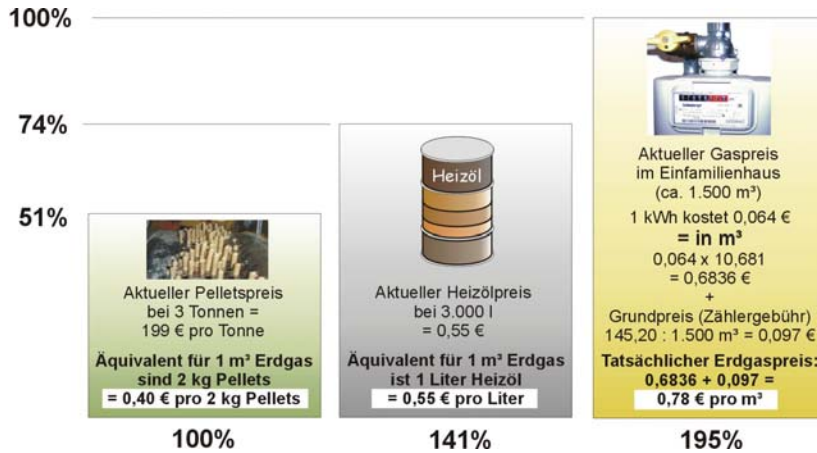 100%
74%
51%
Aktueller Pelletspreis
bei 3 Tonnen =
199 € pro Tonne
Äquivalent für 1 m³ Erdgas
sind 2 kg Pellets
= 0,40 € pro 2 kg Pellets
100%
Heizöl
Aktueller Heizölpreis
bei 3.000 l
= 0,55 €
Äquivalent für 1 m³ Erdgas
ist 1 Liter Heizöl
= 0,55 € pro Liter
141%
Aktueller Gaspreis
im Einfamilienhaus
(ca. 1.500 m³)
1 kWh kostet 0,064 €
= in m³
0,064 x 10,681
= 0,6836 €
+
Grundpreis (Zählergebühr)
145,20 : 1.500 m³ = 0,097 €
Tatsächlicher Erdgaspreis:
0,6836 + 0,097 =
0,78 € pro m³
195%